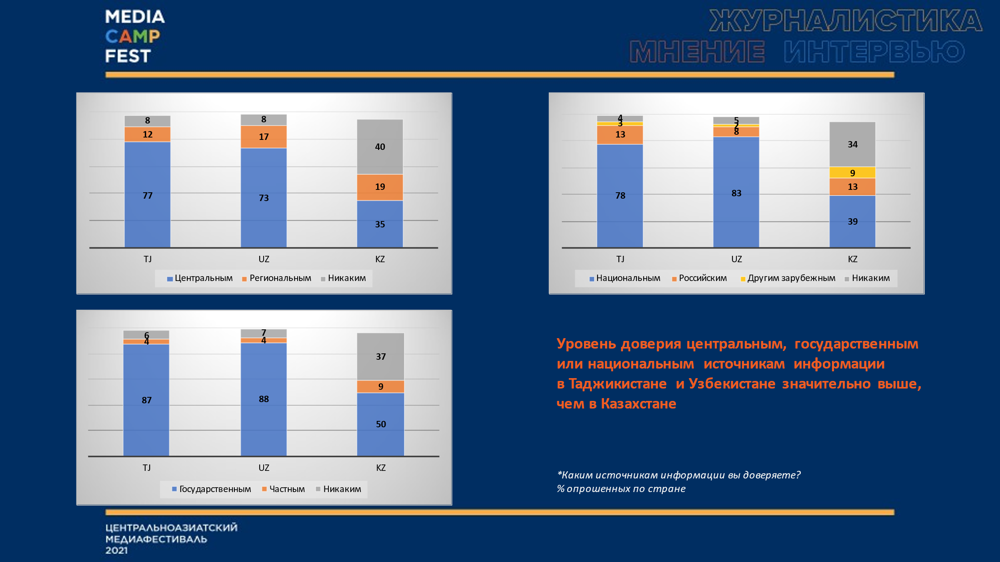 MEDIA
CAMP
FEST
ЖУРНАЛИСТИКА
МНЕНИЕ ИНТЕРВЬЮ
8 8
12 17 40
77 73 19
35
TJ UZ KZ
Центральным Региональным Никаким
4 5
3 2 34
13 8 9
78 83 13
39
TJ UZ KZ
Национальным Российским Другим зарубежным Никаким
6 7
4 4 37
87 88 9
50
TJ UZ KZ
Государственным Частным Никаким
Уровень доверия центральным, государственным
или национальным источникам информации
в Таджикистане и Узбекистане значительно выше,
чем в Казахстане
*Каким источникам информации вы доверяете?
% опрошенных по стране
ЦЕНТРАЛЬНОАЗИАТСКИЙ
МЕДИАФЕСТИВАЛЬ
2021